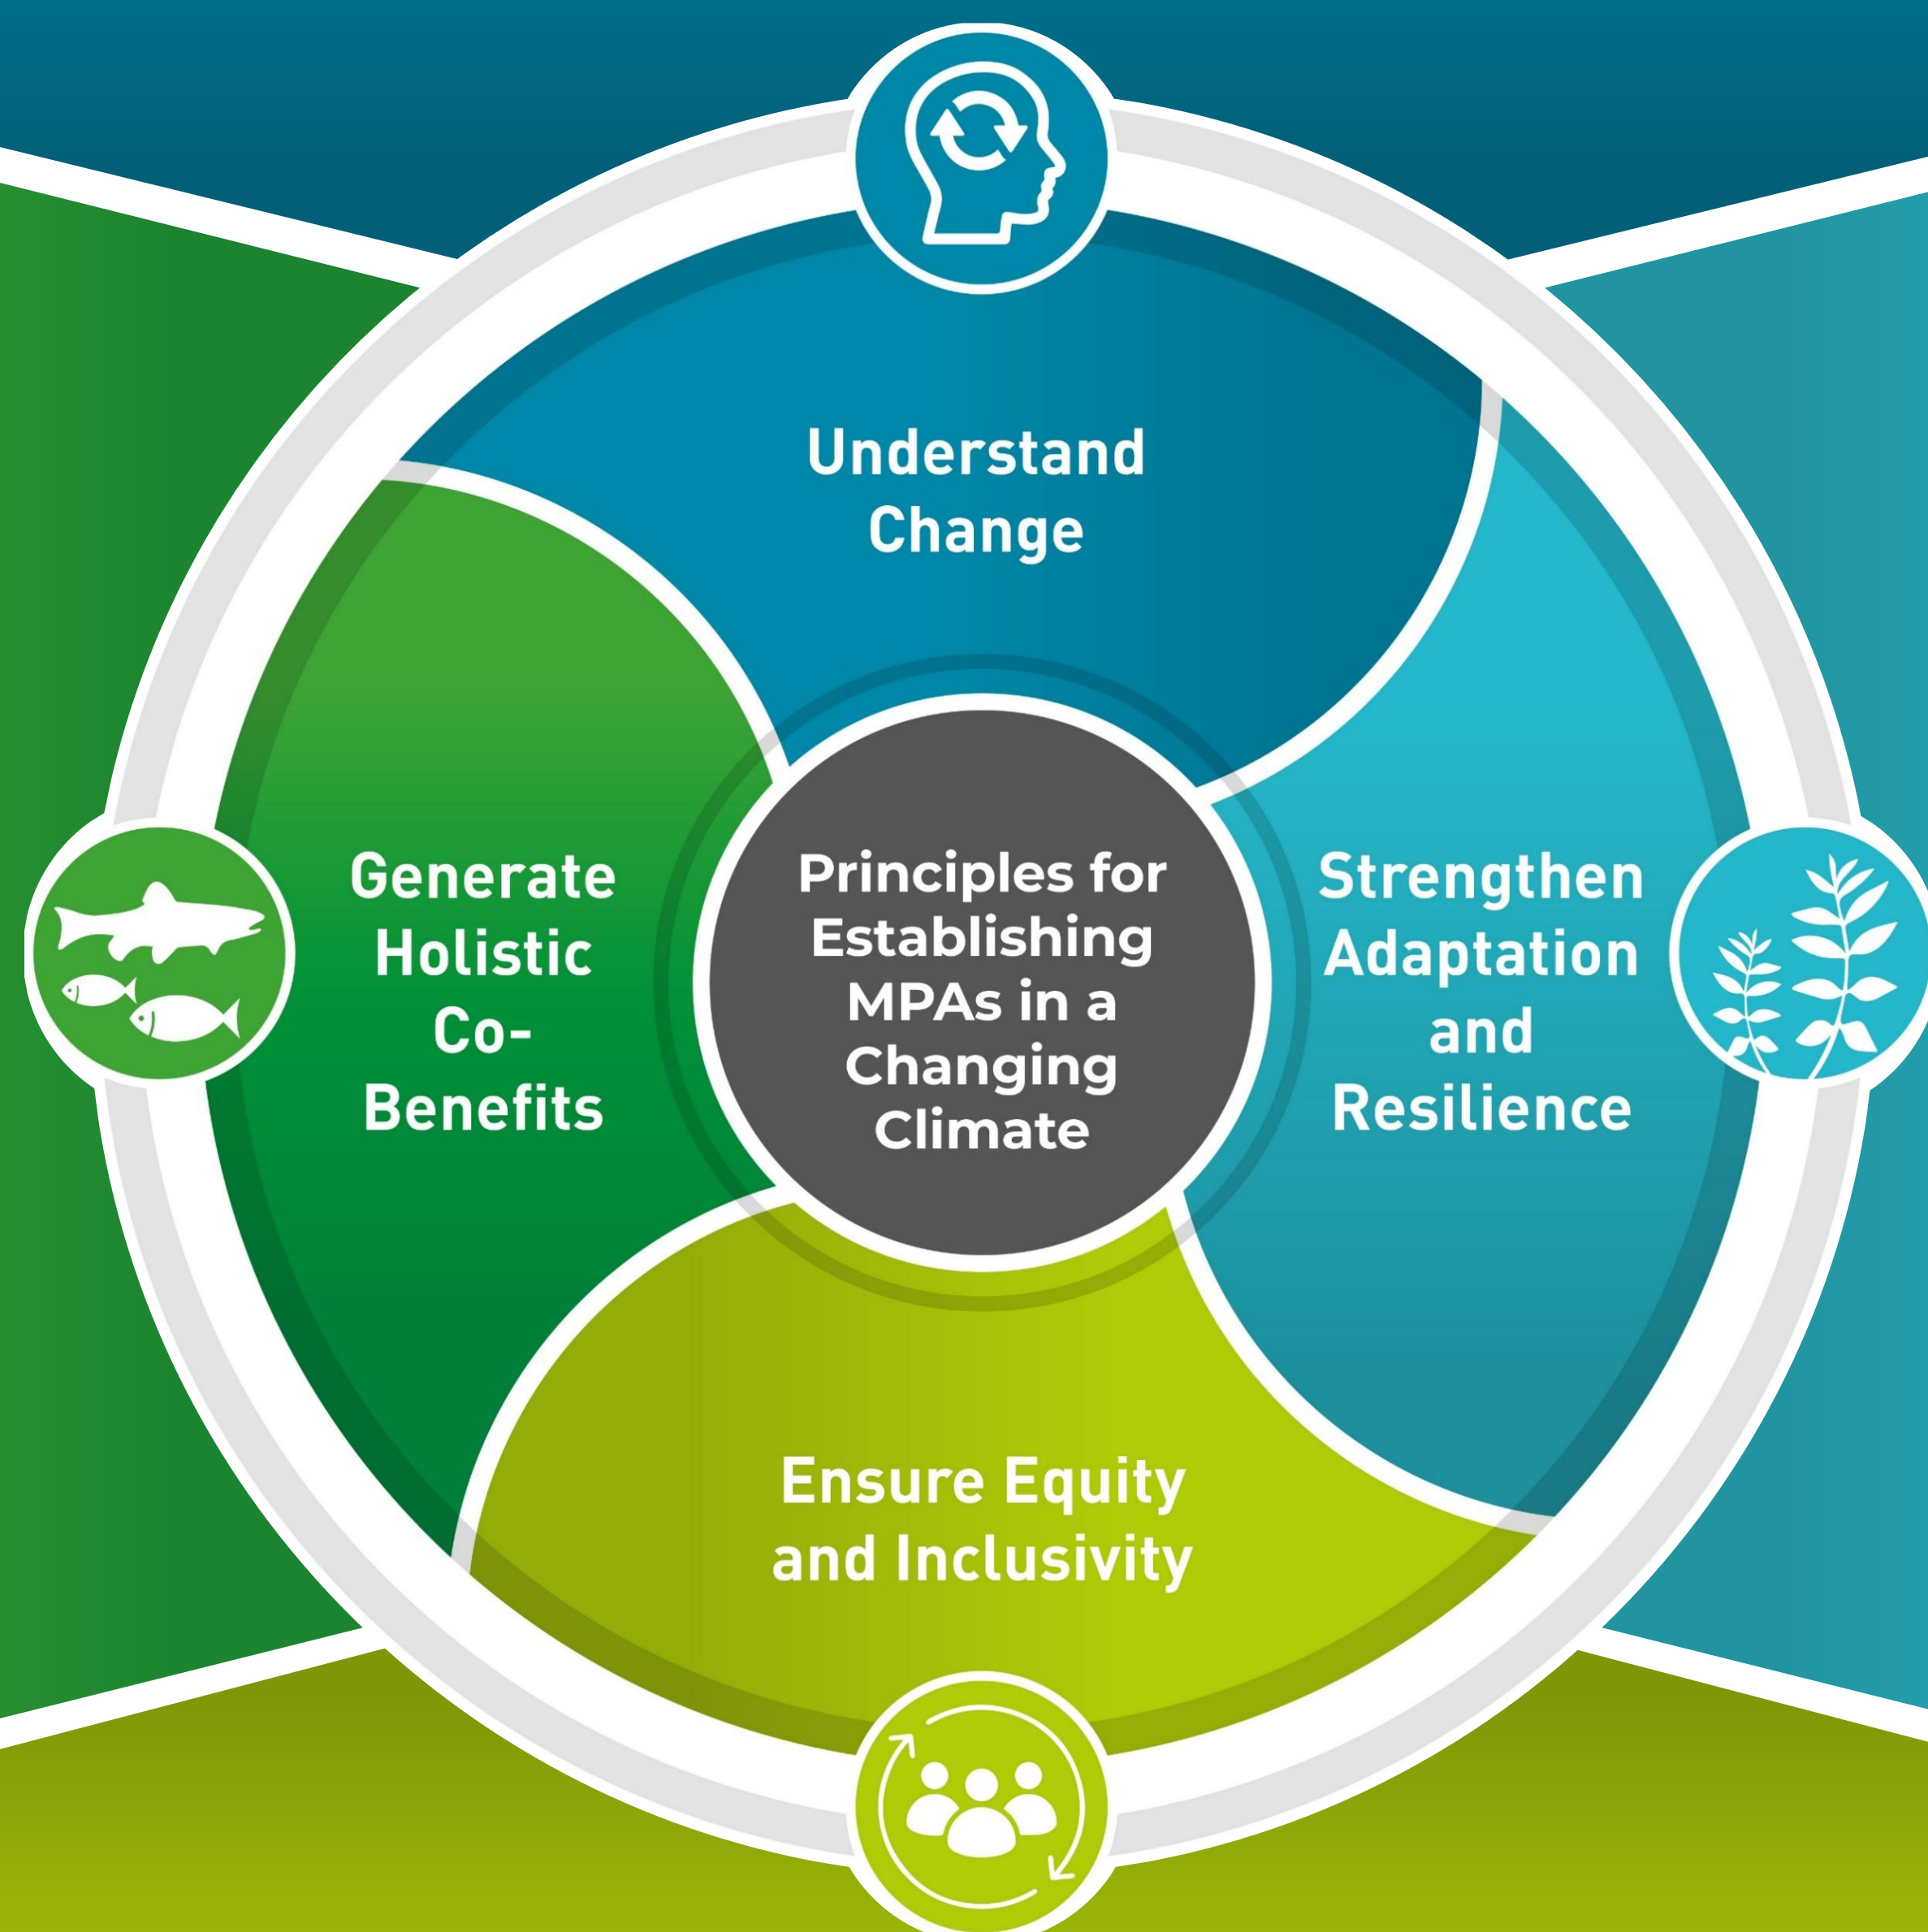 Understand
Change
Generate
Holistic
Co-
Benefits
Principles for
Establishing
MPAs in a
Changing
Climate
Strengthen
Adaptation
and
Resilience
Ensure Equity
and Inclusivity